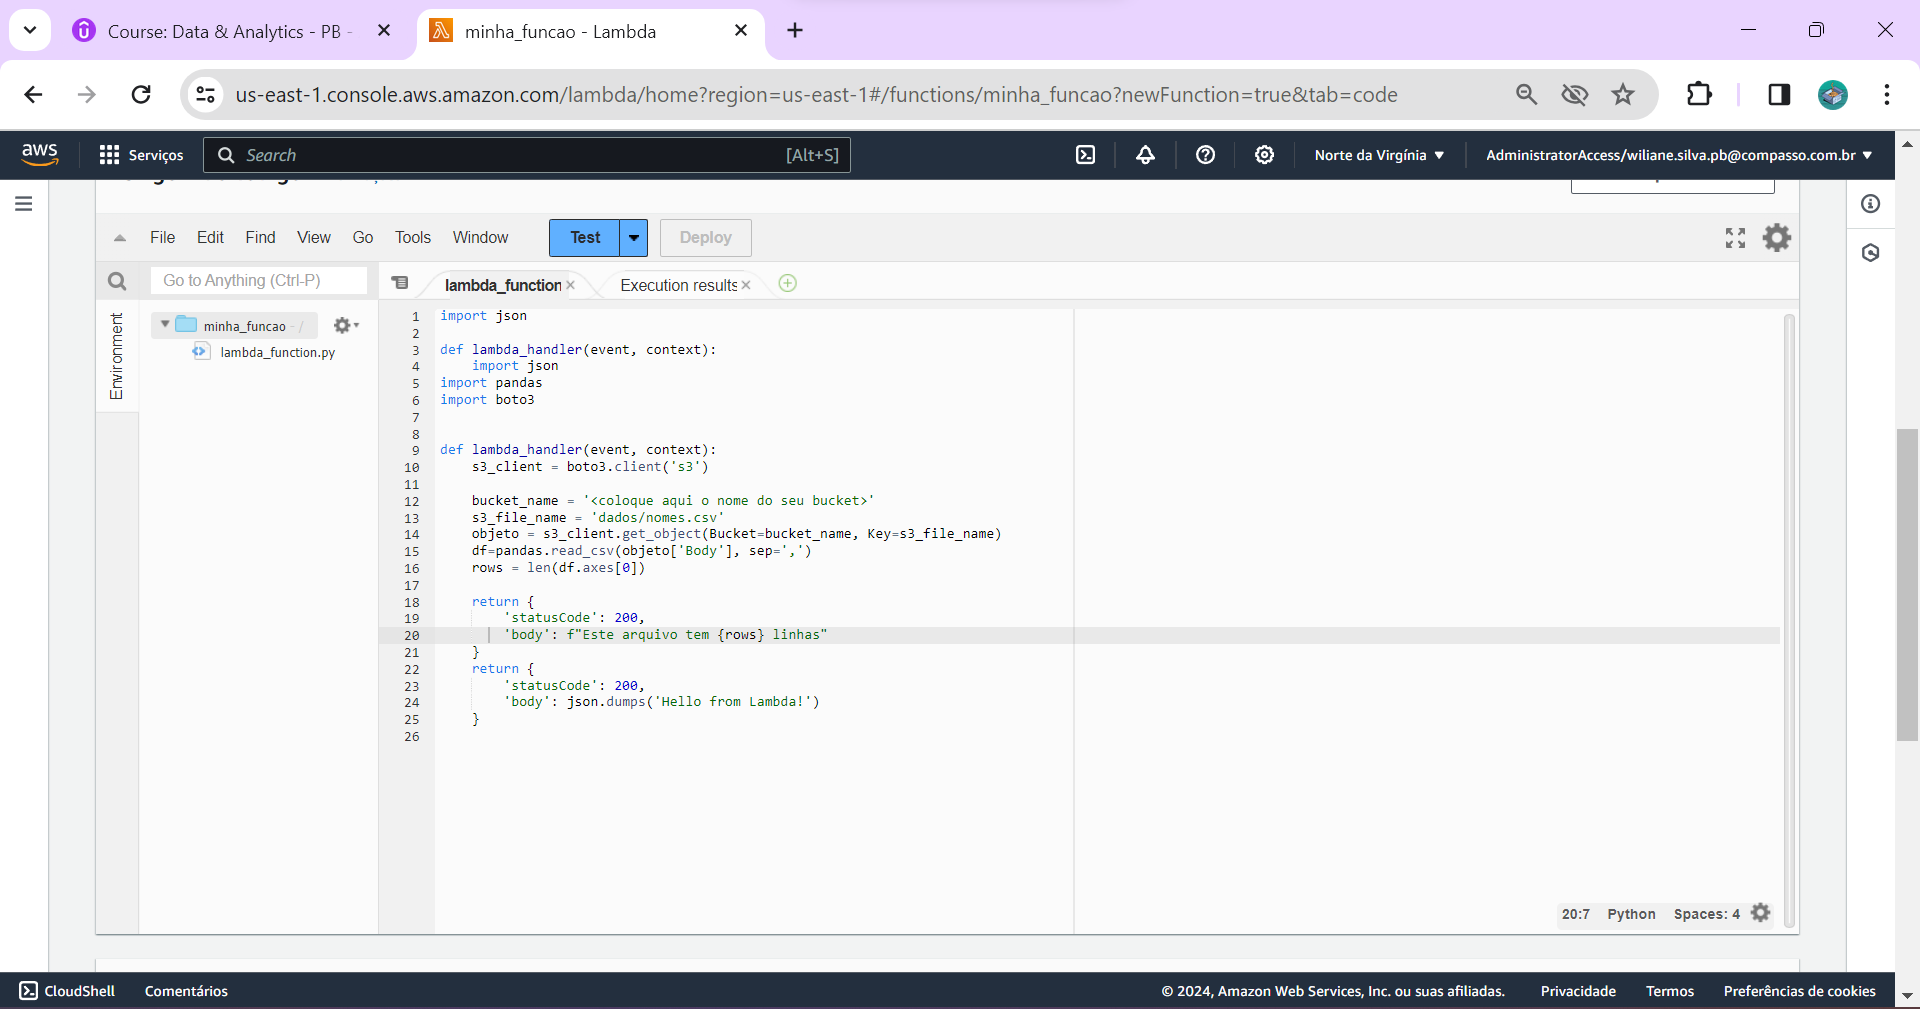 Course: Data & Analytics - PB -
minha_funcao - Lambda
us-east-1.console.aws.amazon.com/lambda/home?region=us-east-1#/functions/minha_funcao?newFunction=true&tab=code
aws
Serviços
Search
[Alt+S]
Norte da Virgínia
AdministratorAccess/wiliane.silva.pb@compasso.com.br
File Edit Find View Go Tools Window
Test
Deploy
Go to Anything (Ctrl-P)
lambda_function
Execution results
Environment
minha_funcao - /
lambda_function.py
1 import json
2
3 def lambda_handler(event, context):
4     import json
5 import pandas
6 import boto3
7
8
9 def lambda_handler(event, context):
10     s3_client = boto3.client('s3')
11
12     bucket_name = '<coloque aqui o nome do seu bucket>'
13     s3_file_name = 'dados/nomes.csv'
14     objeto = s3_client.get_object(Bucket=bucket_name, Key=s3_file_name)
15     df=pandas.read_csv(objeto['Body'], sep=',')
16     rows = len(df.axes[0])
17
18     return {
19         'statusCode': 200,
20         'body': f"Este arquivo tem {rows} linhas"
21     }
22     return {
23         'statusCode': 200,
24         'body': json.dumps('Hello from Lambda!')
25     }
26
20:7 Python Spaces: 4
CloudShell
Comentários
© 2024, Amazon Web Services, Inc. ou suas afiliadas.
Privacidade
Termos
Preferências de cookies